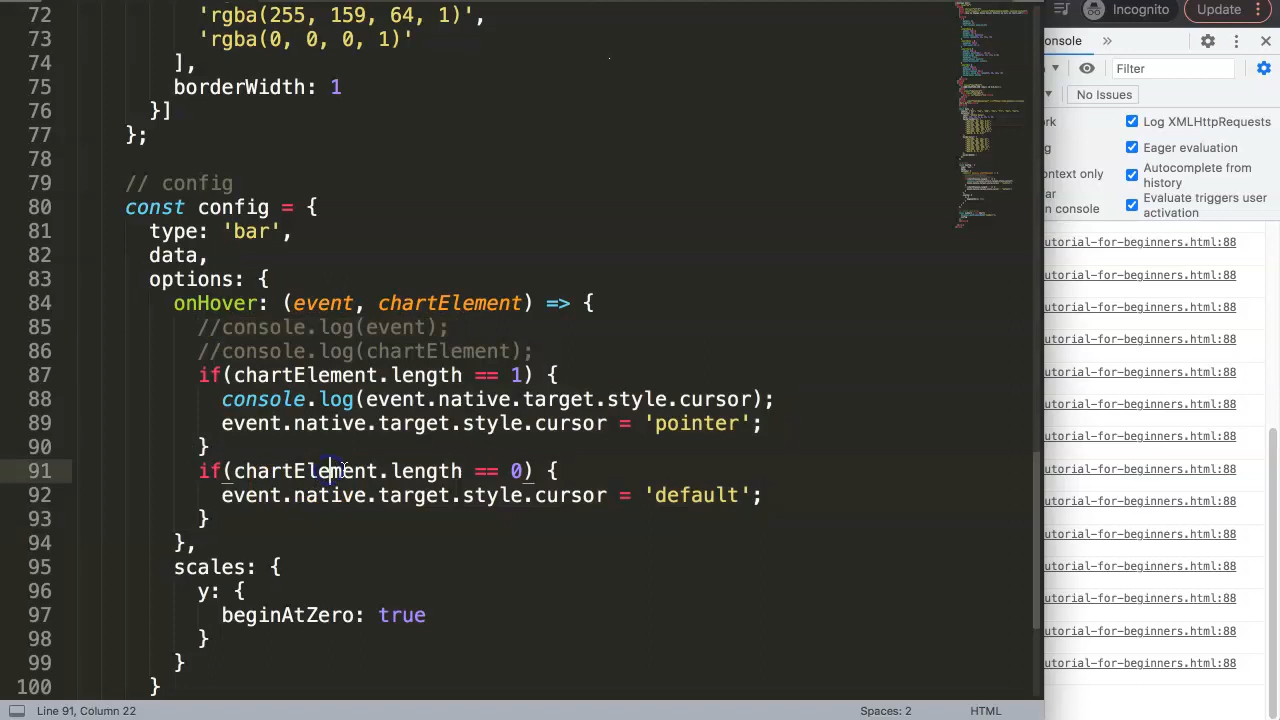 72 'rgba(255, 159, 64, 1)',
73 'rgba(0, 0, 0, 1)'
74 ],
75 borderWidth: 1
76 }]
77 };
78
79 // config
80 const config = {
81 type: 'bar',
82 data,
83 options: {
84 onHover: (event, chartElement) => {
85 //console.log(event);
86 //console.log(chartElement);
87 if(chartElement.length == 1) {
88 console.log(event.native.target.style.cursor);
89 event.native.target.style.cursor = 'pointer';
90 }
91 if(chartElement.length == 0) {
92 event.native.target.style.cursor = 'default';
93 }
94 },
95 scales: {
96 y: {
97 beginAtZero: true
98 }
99 }
100 }
Line 91, Column 22
Spaces: 2
HTML
Incognito
Update
onsole
Filter
No Issues
rk
Log XMLHttpRequests
g
Eager evaluation
ontext only
Autocomplete from
history
ar
n console
Evaluate triggers user
activation
utorial-for-beginners.html:88
utorial-for-beginners.html:88
utorial-for-beginners.html:88
utorial-for-beginners.html:88
utorial-for-beginners.html:88
utorial-for-beginners.html:88
utorial-for-beginners.html:88
utorial-for-beginners.html:88
utorial-for-beginners.html:88
utorial-for-beginners.html:88
utorial-for-beginners.html:88
utorial-for-beginners.html:88
utorial-for-beginners.html:88
utorial-for-beginners.html:88